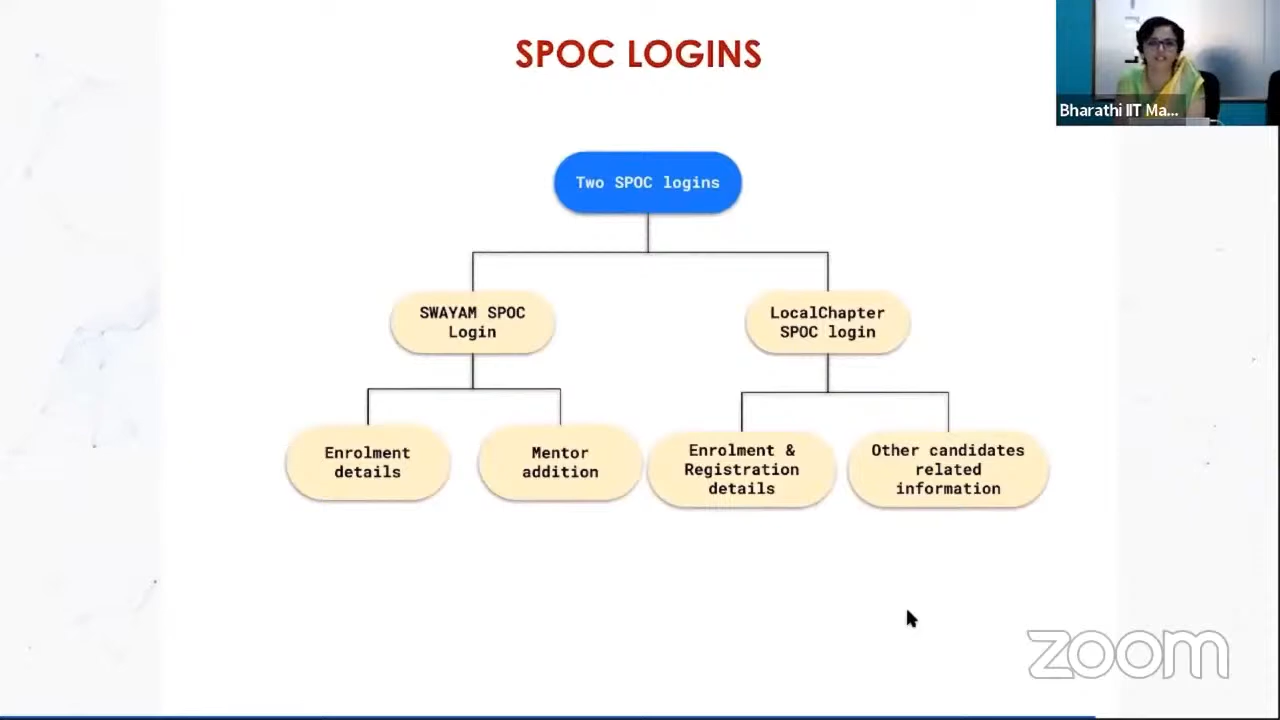 SPOC LOGINS
Bharathi IIT Ma...
Two SPOC logins
SWAYAM SPOC
Login
LocalChapter
SPOC login
Enrolment
details
Mentor
addition
Enrolment &
Registration
details
Other candidates
related
information
zoom